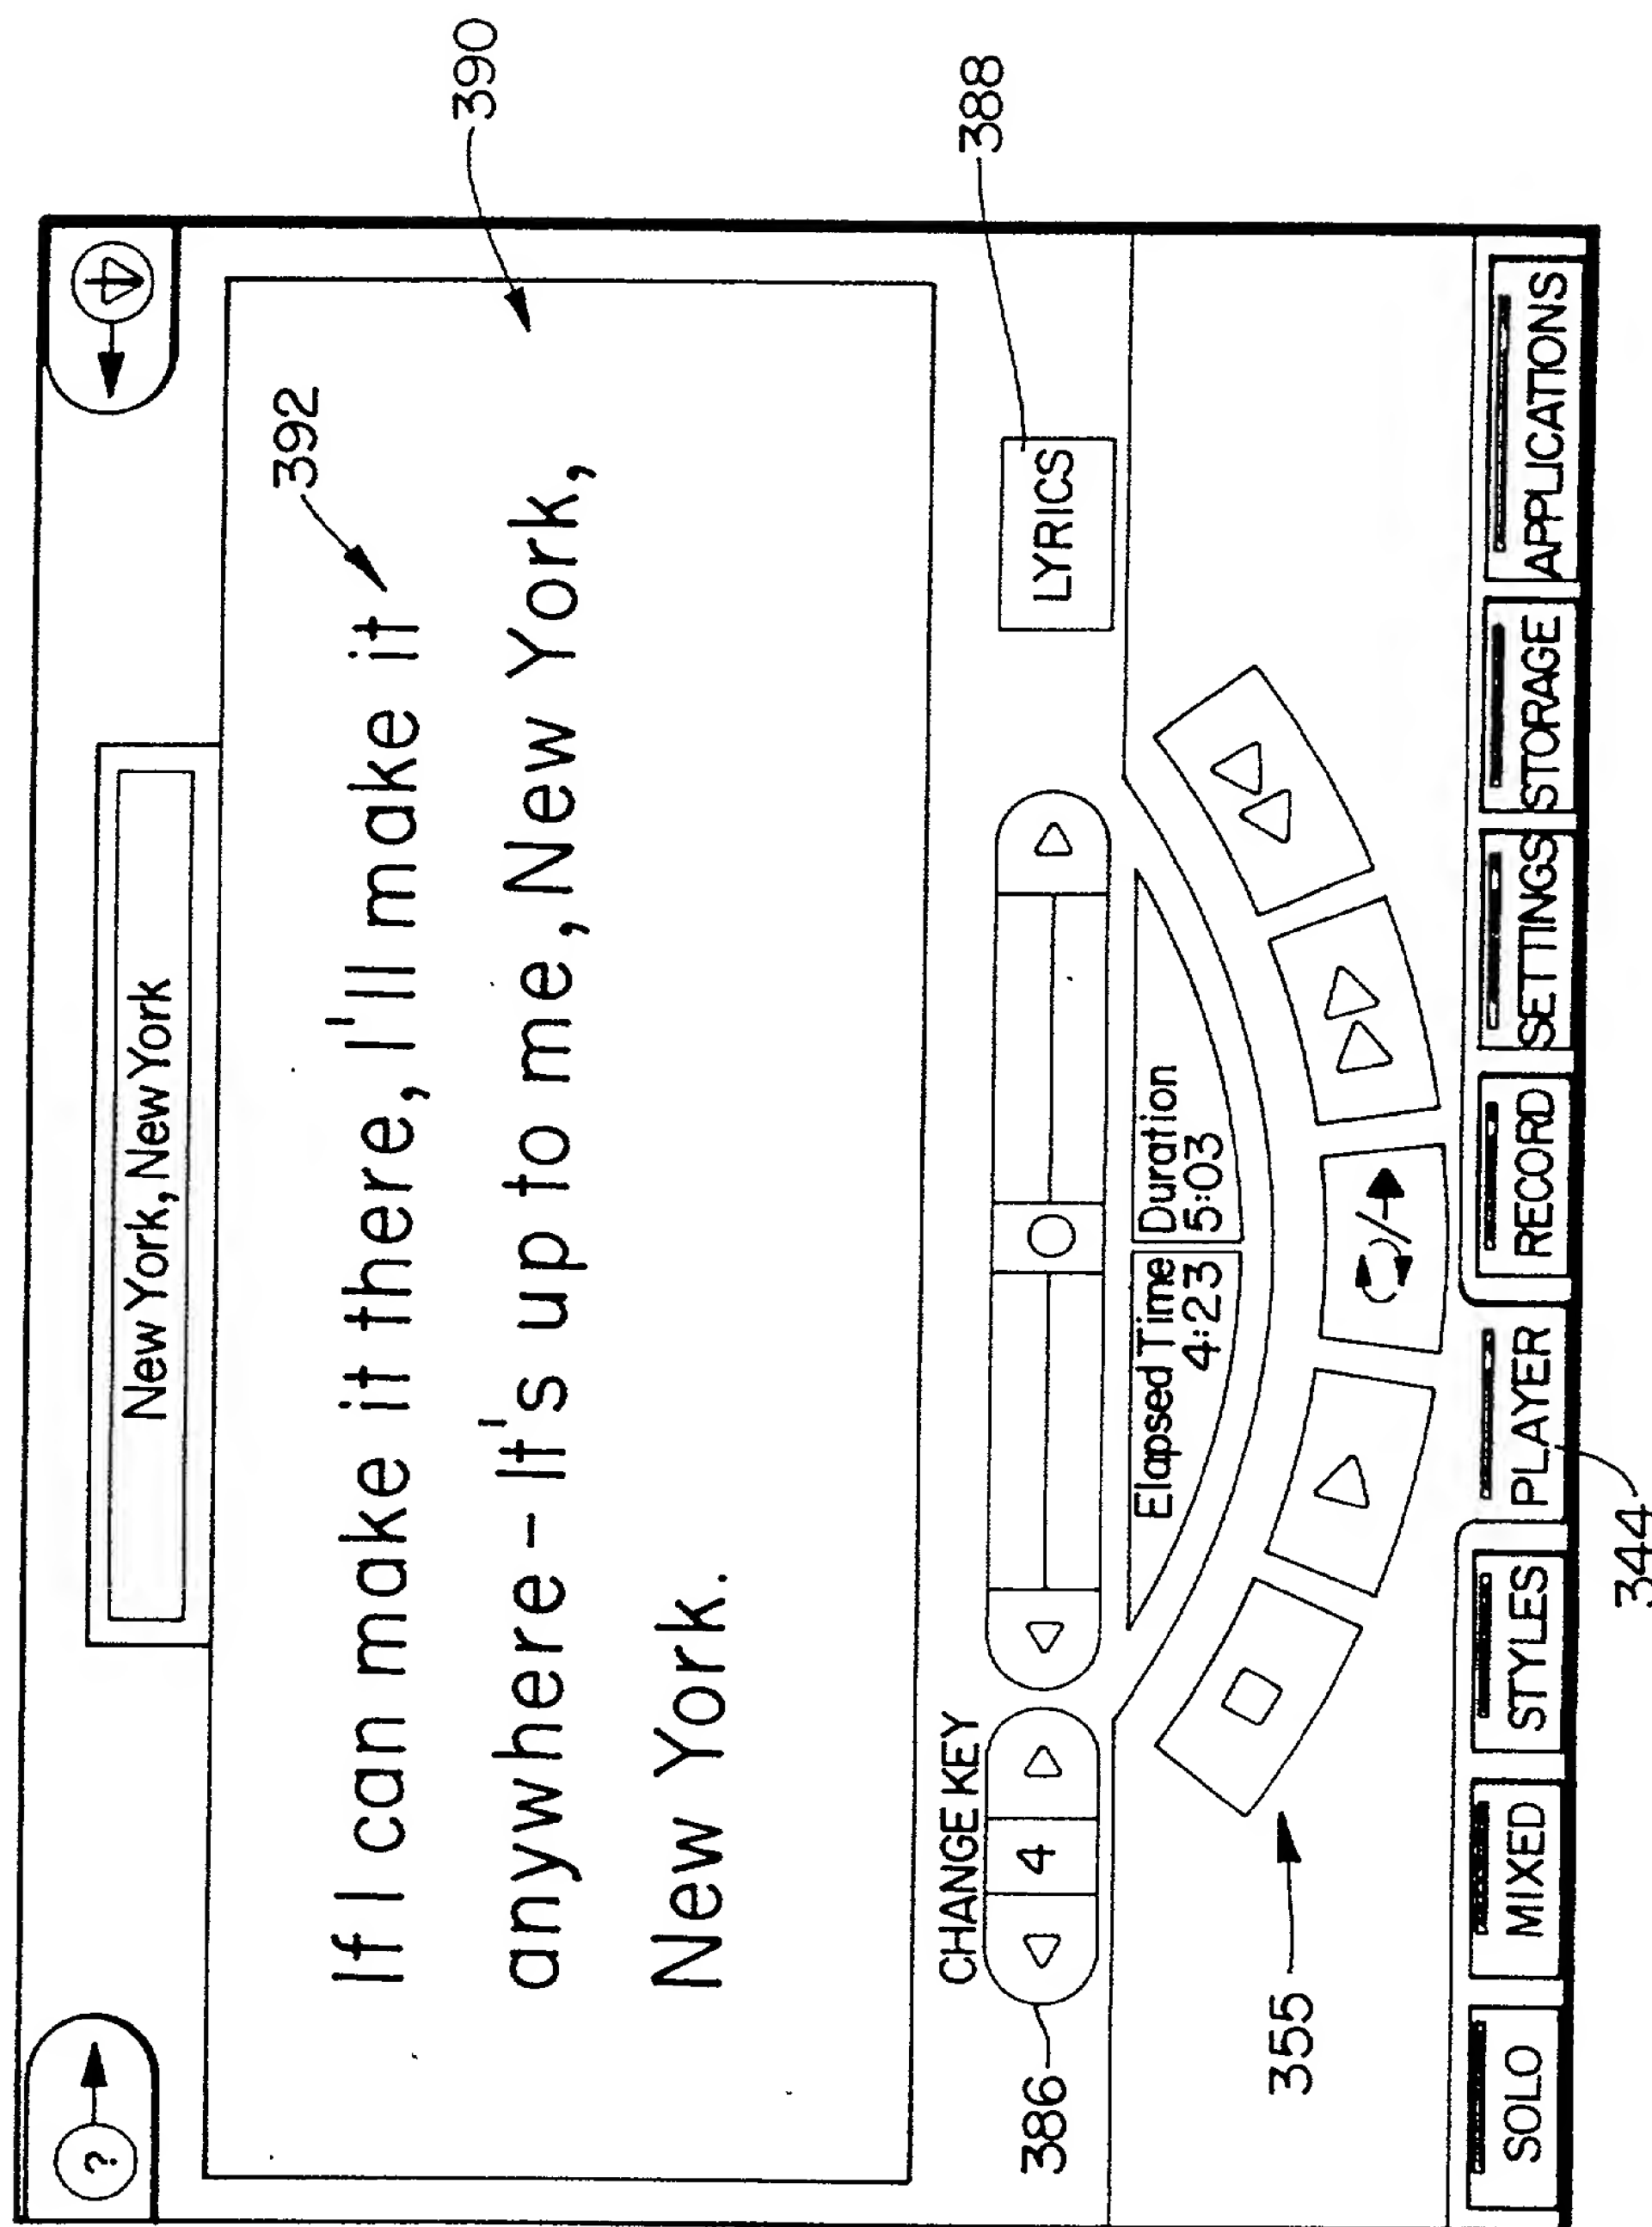 New York, New York
390
392
If I can make it there, I'll make it
anywhere - It's up to me, New York,
New York.
388
CHANGE KEY
386
4
LYRICS
Elapsed Time
4:23
Duration
5:03
355
SOLO
MIXED
STYLES
PLAYER
RECORD
SETTINGS
STORAGE
APPLICATIONS
344
?